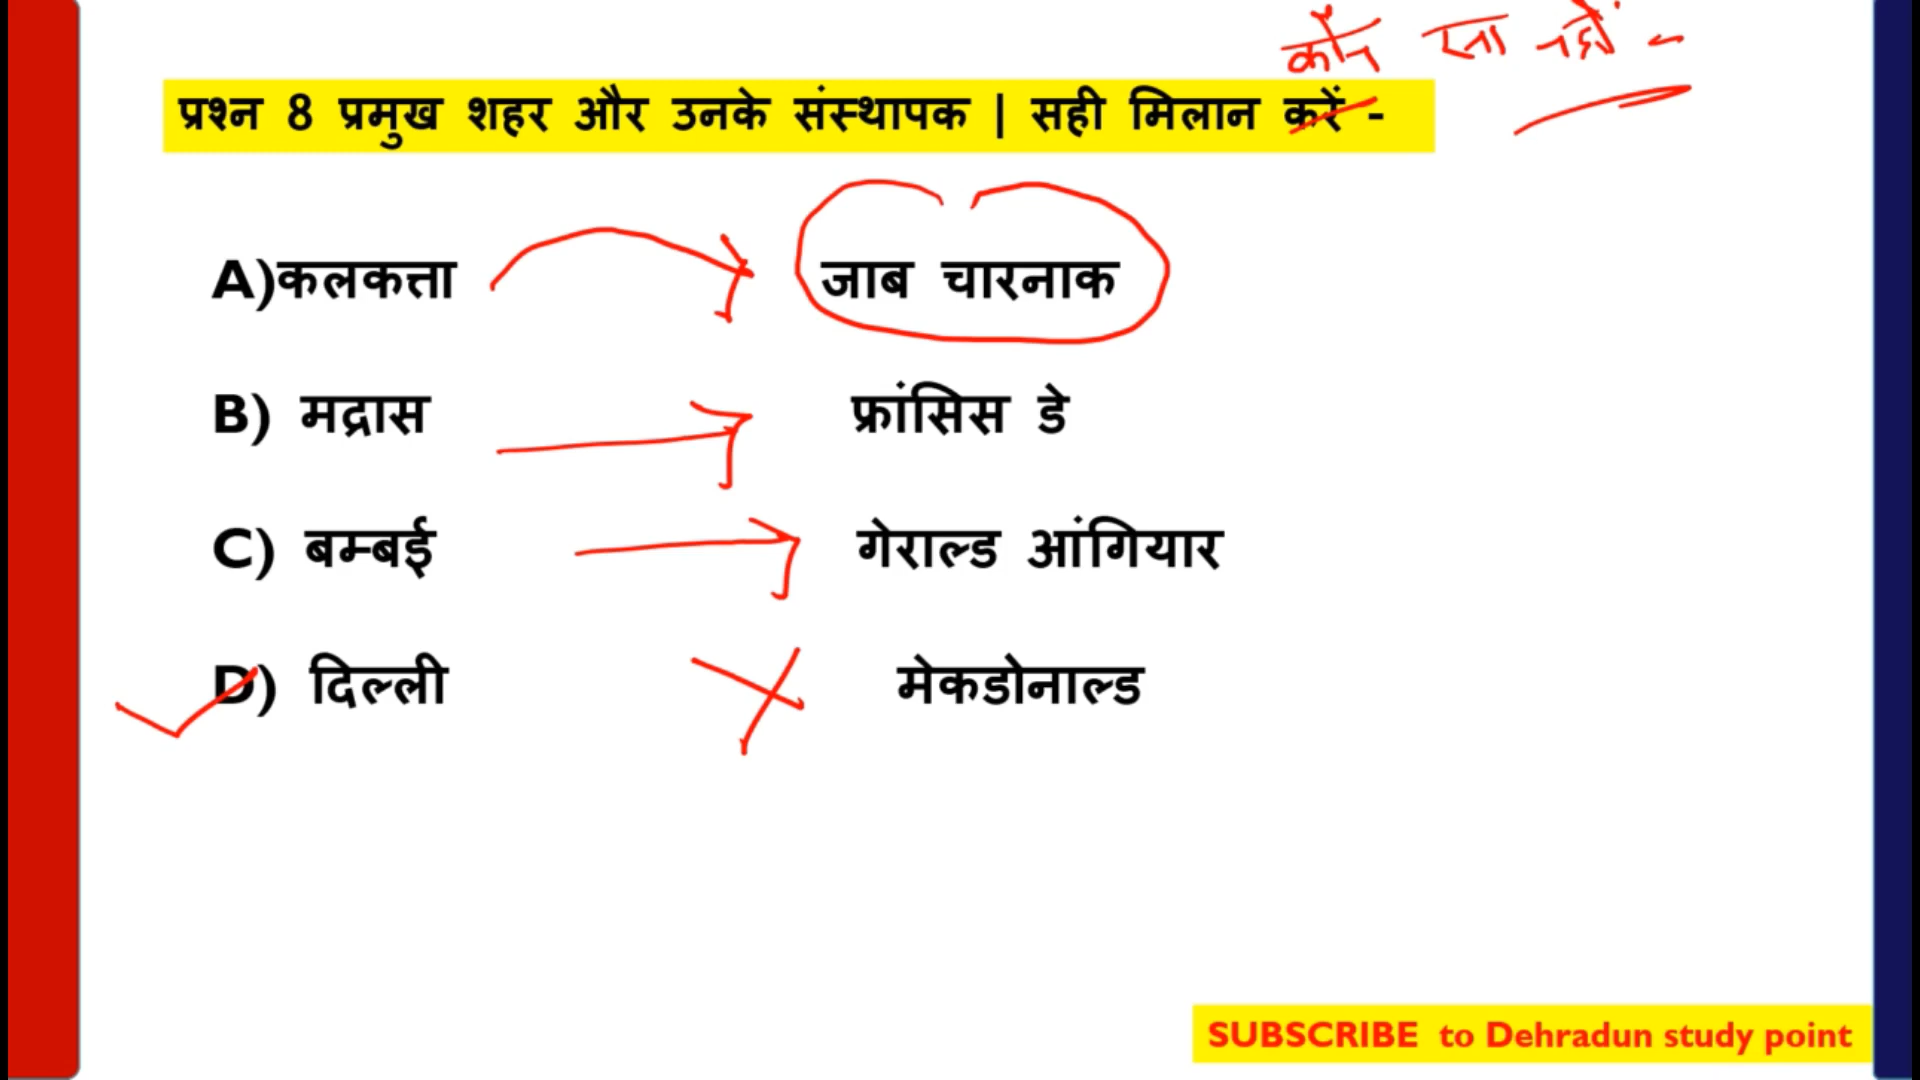 कौन सा नहीं -
प्रश्न 8 प्रमुख शहर और उनके संस्थापक | सही मिलान करें -
A)कलकत्ता जाब चारनाक
B) मद्रास फ्रांसिस डे
C) बम्बई गेराल्ड आंगियार
D) दिल्ली मेकडोनाल्ड
SUBSCRIBE to Dehradun study point